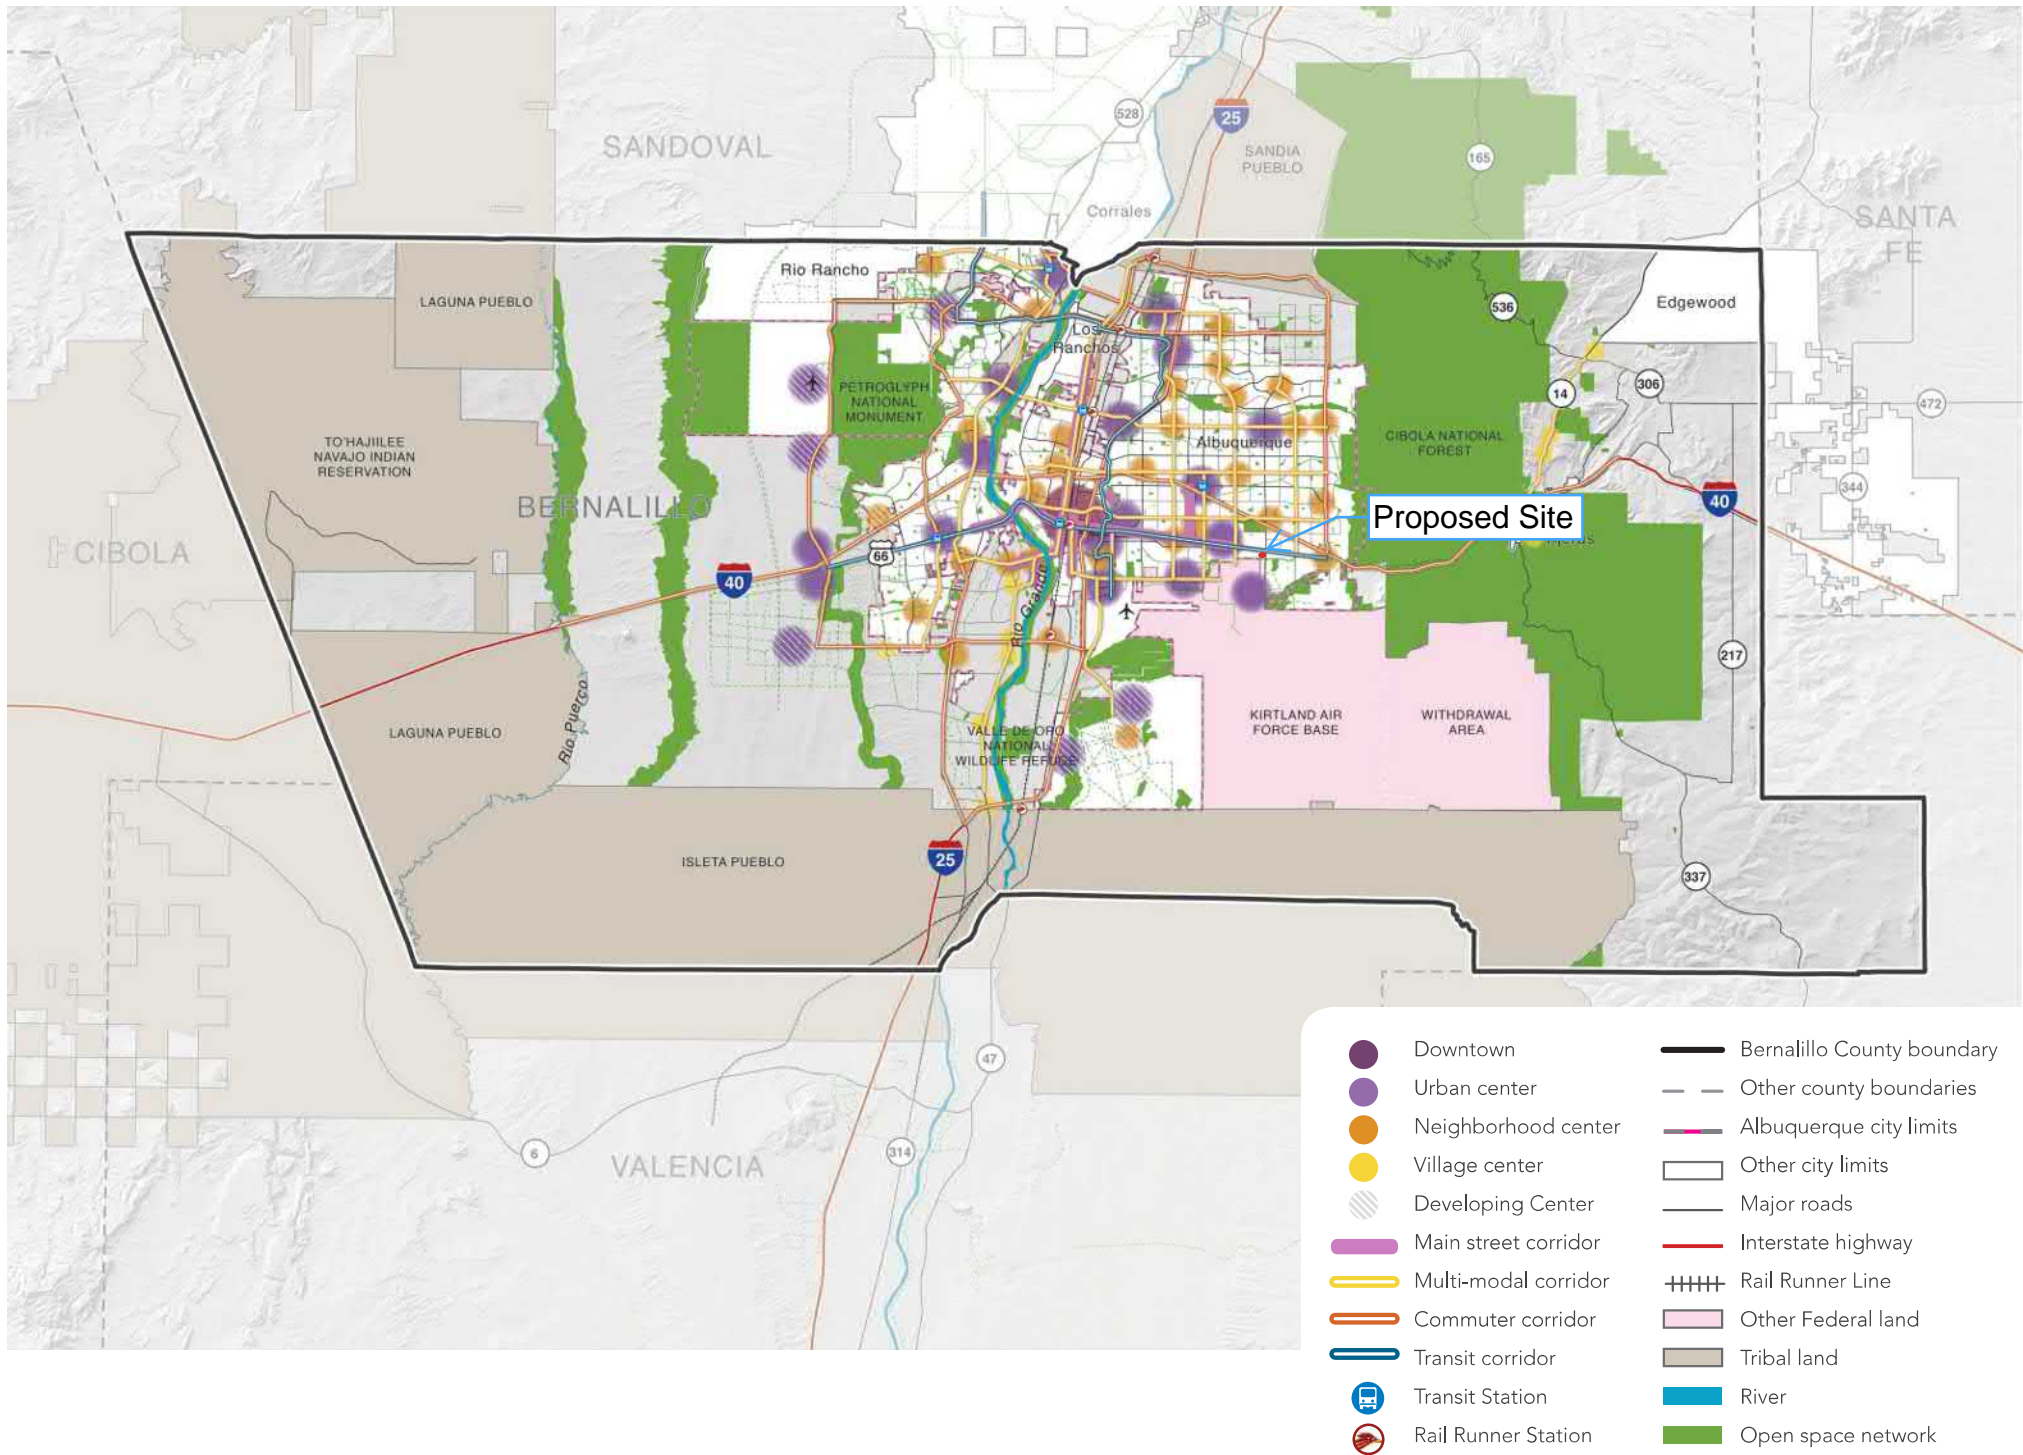 528
25
SANDOVAL
SANDIA
PUEBLO
165
Corrales
SANTA
FE
Rio Rancho
LAGUNA PUEBLO
536
Edgewood
Los
Ranchos
PETROGLYPH
NATIONAL
MONUMENT
306
14
472
TO'HAJIILEE
NAVAJO INDIAN
RESERVATION
Albuquerque
CIBOLA NATIONAL
FOREST
BERNALILLO
344
40
Proposed Site
CIBOLA
66
40
Rio Grande
217
Rio Puerco
LAGUNA PUEBLO
KIRTLAND AIR
FORCE BASE
WITHDRAWAL
AREA
VALLE DE ORO
NATIONAL
WILDLIFE REFUGE
ISLETA PUEBLO
25
337
47
6
VALENCIA
314
Downtown
Urban center
Neighborhood center
Village center
Developing Center
Main street corridor
Multi-modal corridor
Commuter corridor
Transit corridor
Transit Station
Rail Runner Station
Bernalillo County boundary
Other county boundaries
Albuquerque city limits
Other city limits
Major roads
Interstate highway
Rail Runner Line
Other Federal land
Tribal land
River
Open space network